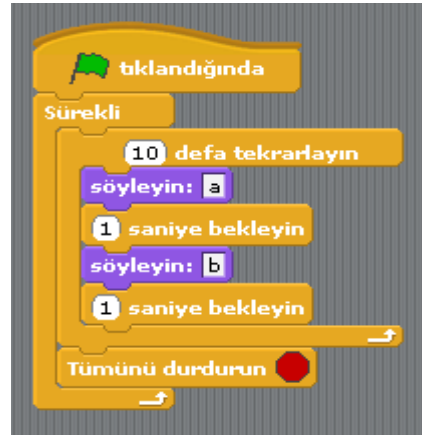 tıklandığında
Sürekli
10 defa tekrarlayın
söyleyin: a
1 saniye bekleyin
söyleyin: b
1 saniye bekleyin
Tümünü durdurun